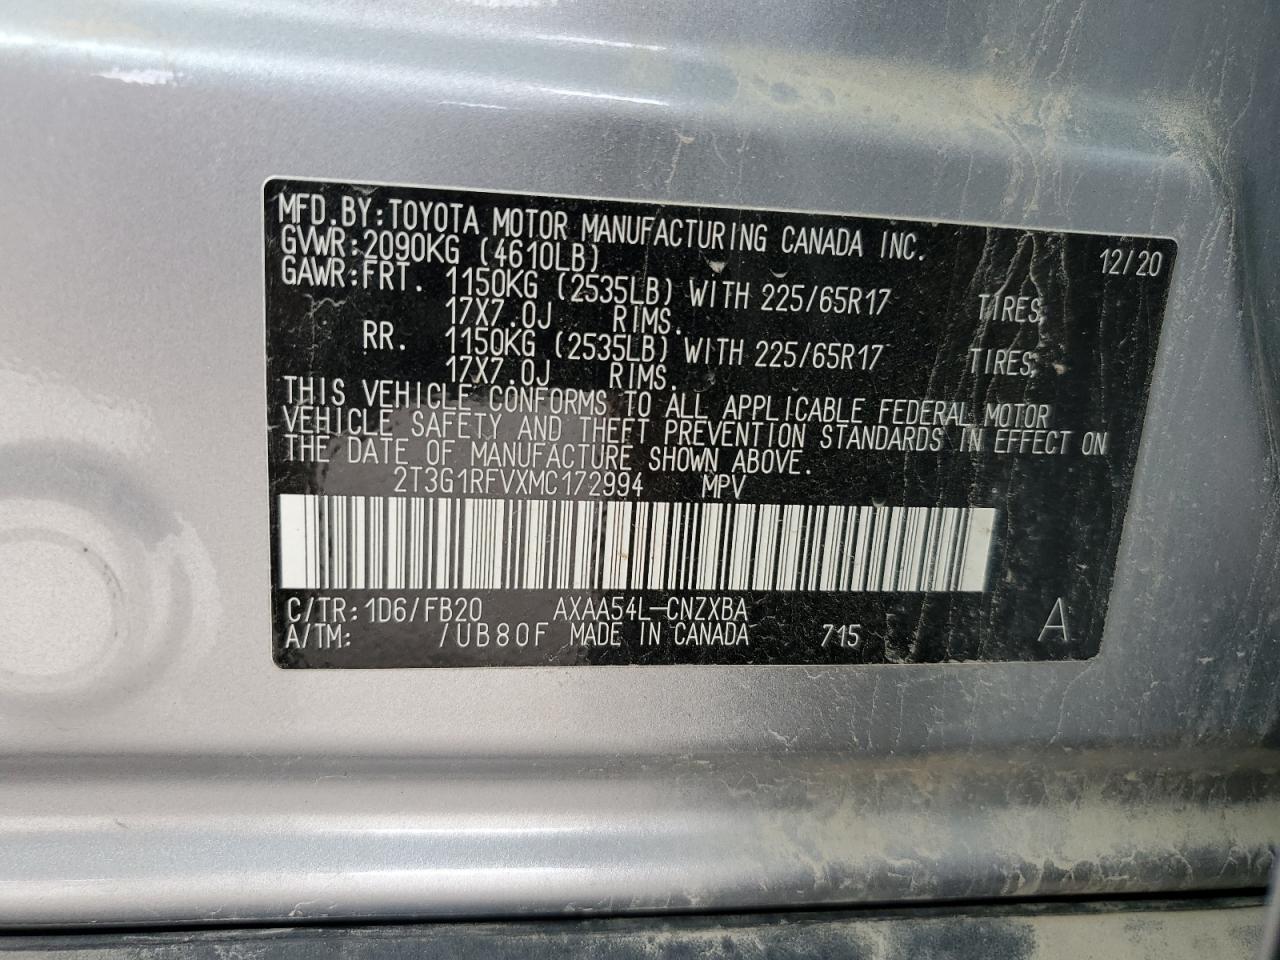 MFD.BY:TOYOTA MOTOR MANUFACTURING CANADA INC.
GVWR:2090KG (4610LB) 12/20
GAWR:FRT. 1150KG (2535LB) WITH 225/65R17 TIRES,
17X7.0J RIMS.
RR. 1150KG (2535LB) WITH 225/65R17 TIRES,
17X7.0J RIMS.
THIS VEHICLE CONFORMS TO ALL APPLICABLE FEDERAL MOTOR
VEHICLE SAFETY AND THEFT PREVENTION STANDARDS IN EFFECT ON
THE DATE OF MANUFACTURE SHOWN ABOVE.
2T3G1RFVXMC172994 MPV
C/TR:1D6/FB20 AXAA54L-CNZXBA
A/TM: /UB80F MADE IN CANADA 715 A